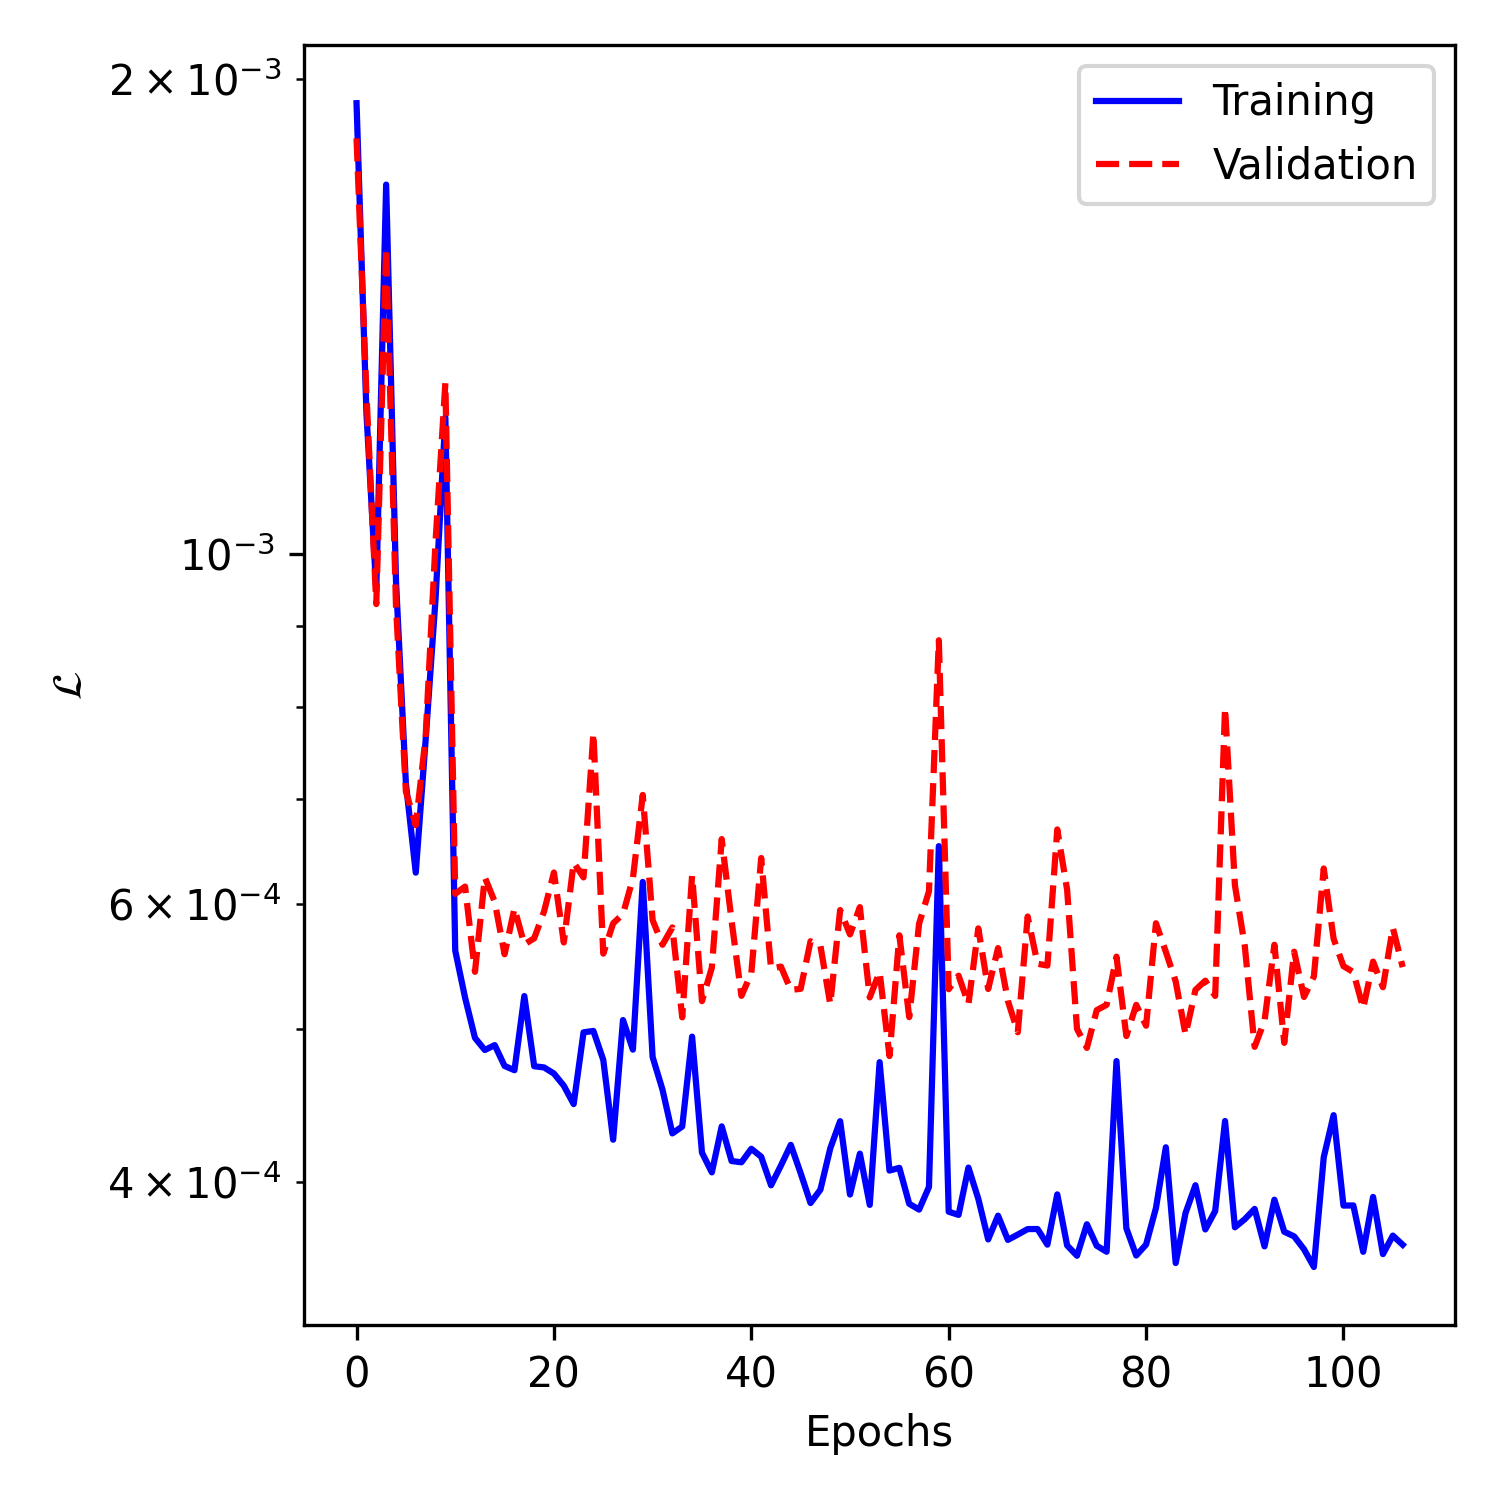 2 × 10⁻³
10⁻³
6 × 10⁻⁴
4 × 10⁻⁴
ℒ
Training
Validation
0 20 40 60 80 100
Epochs